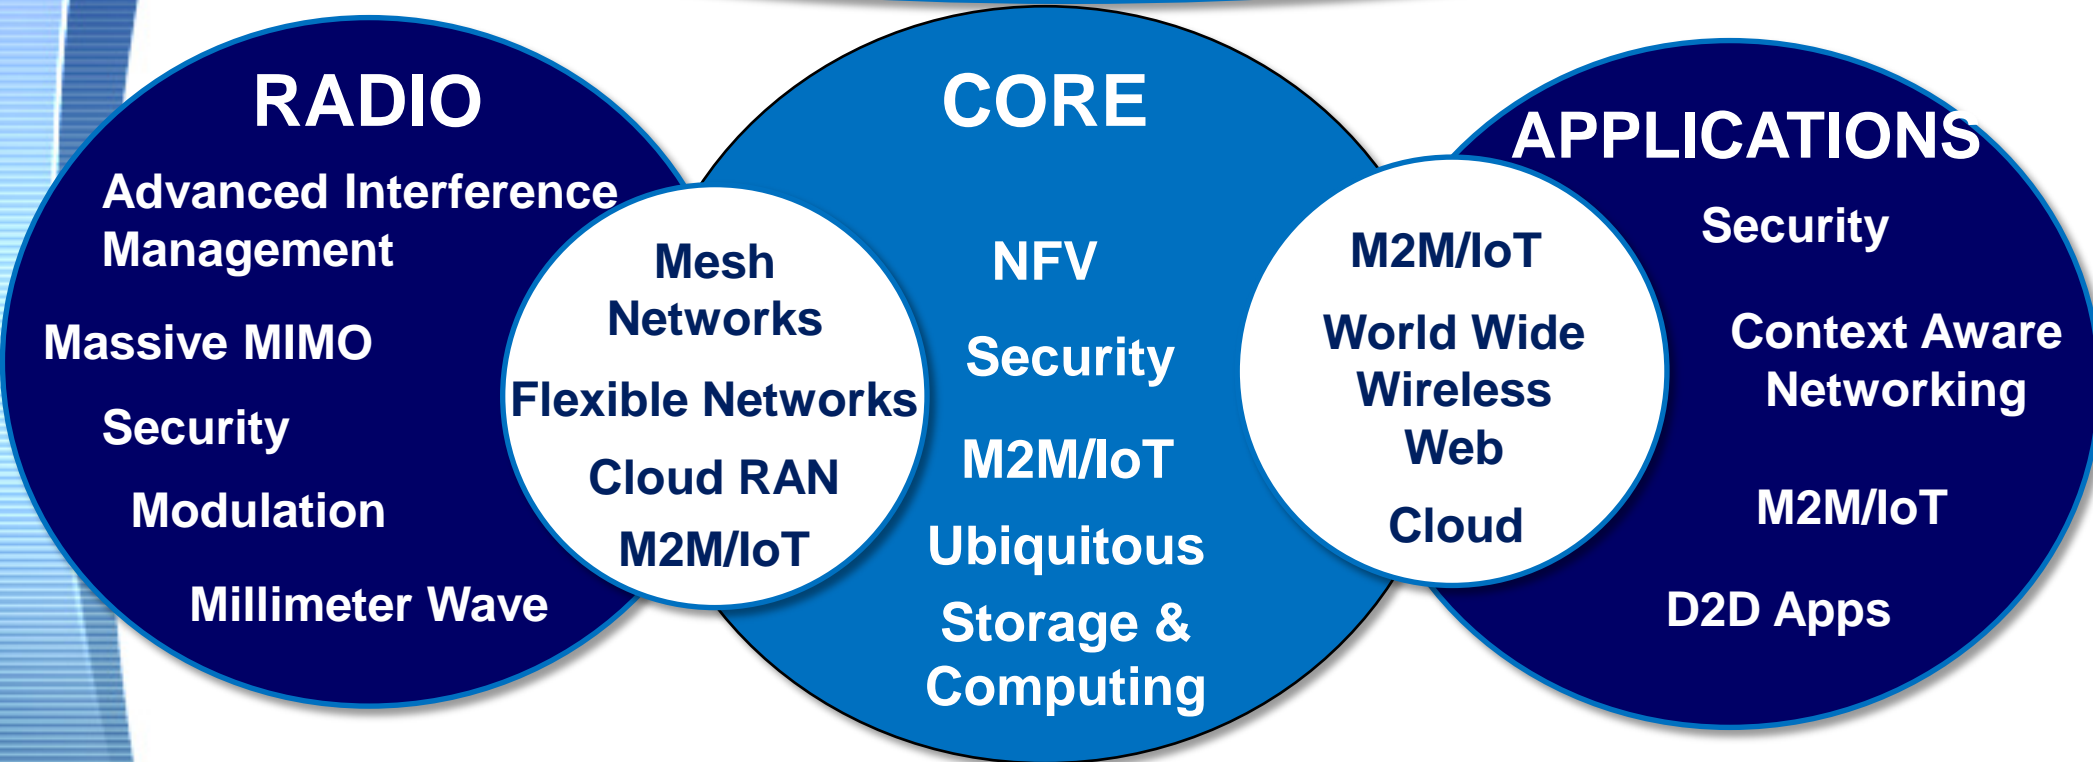 RADIO
Advanced Interference
Management
Massive MIMO
Security
Modulation
Millimeter Wave
Mesh
Networks
Flexible Networks
Cloud RAN
M2M/IoT
CORE
NFV
Security
M2M/IoT
Ubiquitous
Storage &
Computing
M2M/IoT
World Wide
Wireless
Web
Cloud
APPLICATIONS
Security
Context Aware
Networking
M2M/IoT
D2D Apps